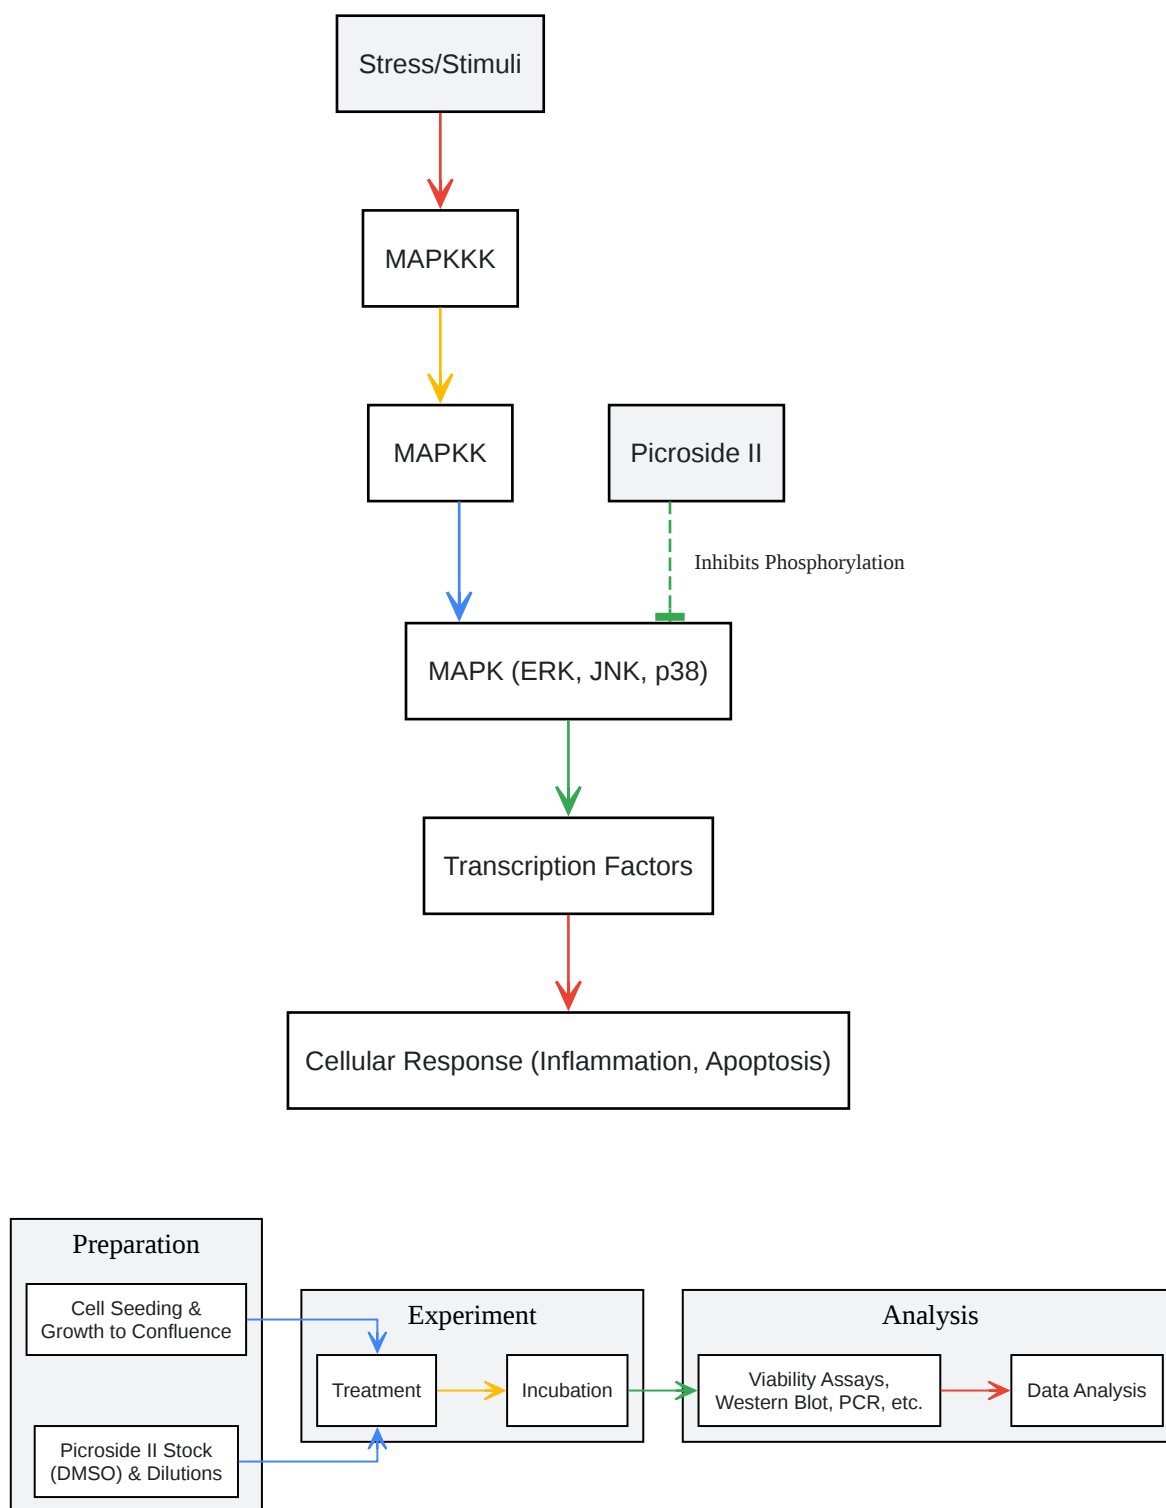 Stress/Stimuli
MAPKKK
MAPKK
Picroside II
Inhibits Phosphorylation
MAPK (ERK, JNK, p38)
Transcription Factors
Cellular Response (Inflammation, Apoptosis)
Preparation
Cell Seeding &
Growth to Confluence
Picroside II Stock
(DMSO) & Dilutions
Experiment
Treatment
Incubation
Analysis
Viability Assays,
Western Blot, PCR, etc.
Data Analysis